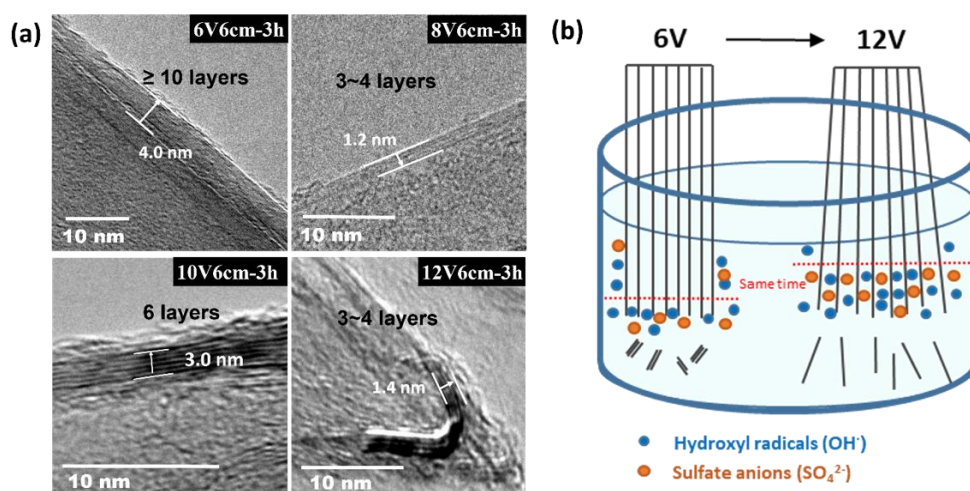 (a)
6V6cm-3h
≥ 10 layers
4.0 nm
10 nm
8V6cm-3h
3~4 layers
1.2 nm
10 nm
10V6cm-3h
6 layers
3.0 nm
10 nm
12V6cm-3h
3~4 layers
1.4 nm
10 nm
(b)
6V 12V
Same time
Hydroxyl radicals (OH·)
Sulfate anions (SO₄²⁻)